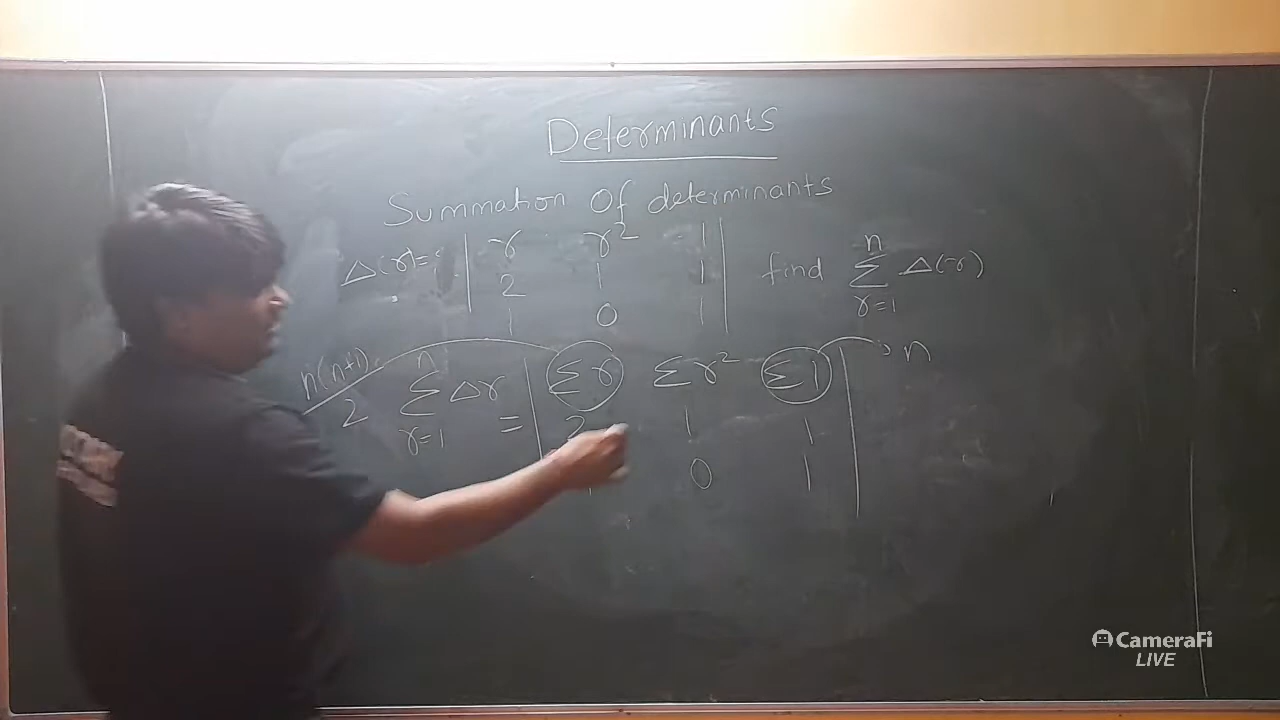 Determinants
Summation Of determinants
Δ(r)= | r r² 1 | find n
2 1 1 Σ Δ(r)
1 0 1 r=1
n(n+1)/2 n Σ Δr = | Σr Σr² Σ1 | n
r=1 2 1 1
1 0 1
CameraFi
LIVE